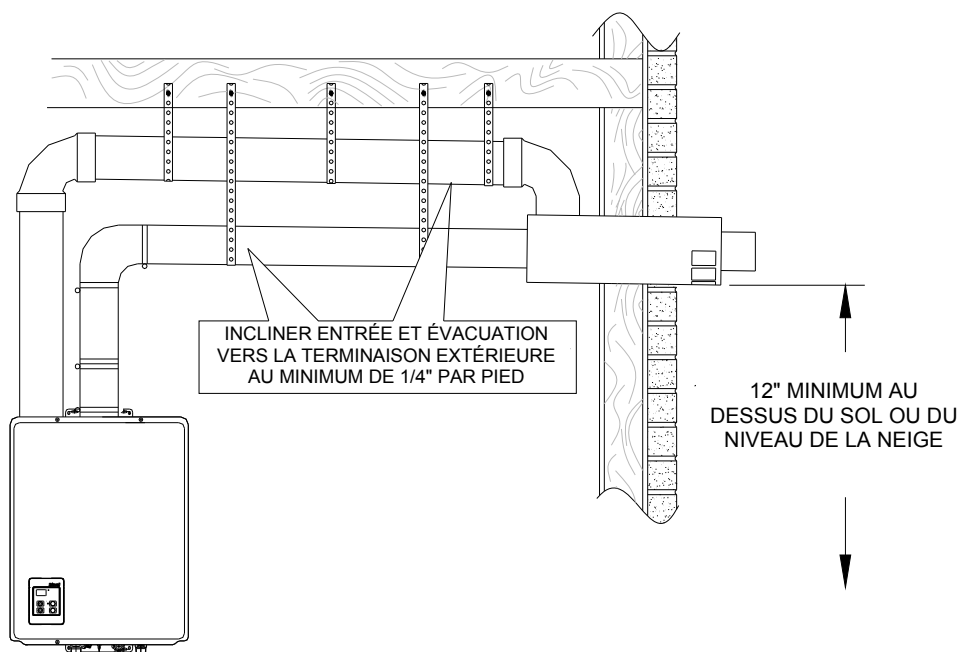 INCLINER ENTRÉE ET ÉVACUATION
VERS LA TERMINAISON EXTÉRIEURE
AU MINIMUM DE 1/4" PAR PIED
12" MINIMUM AU
DESSUS DU SOL OU DU
NIVEAU DE LA NEIGE